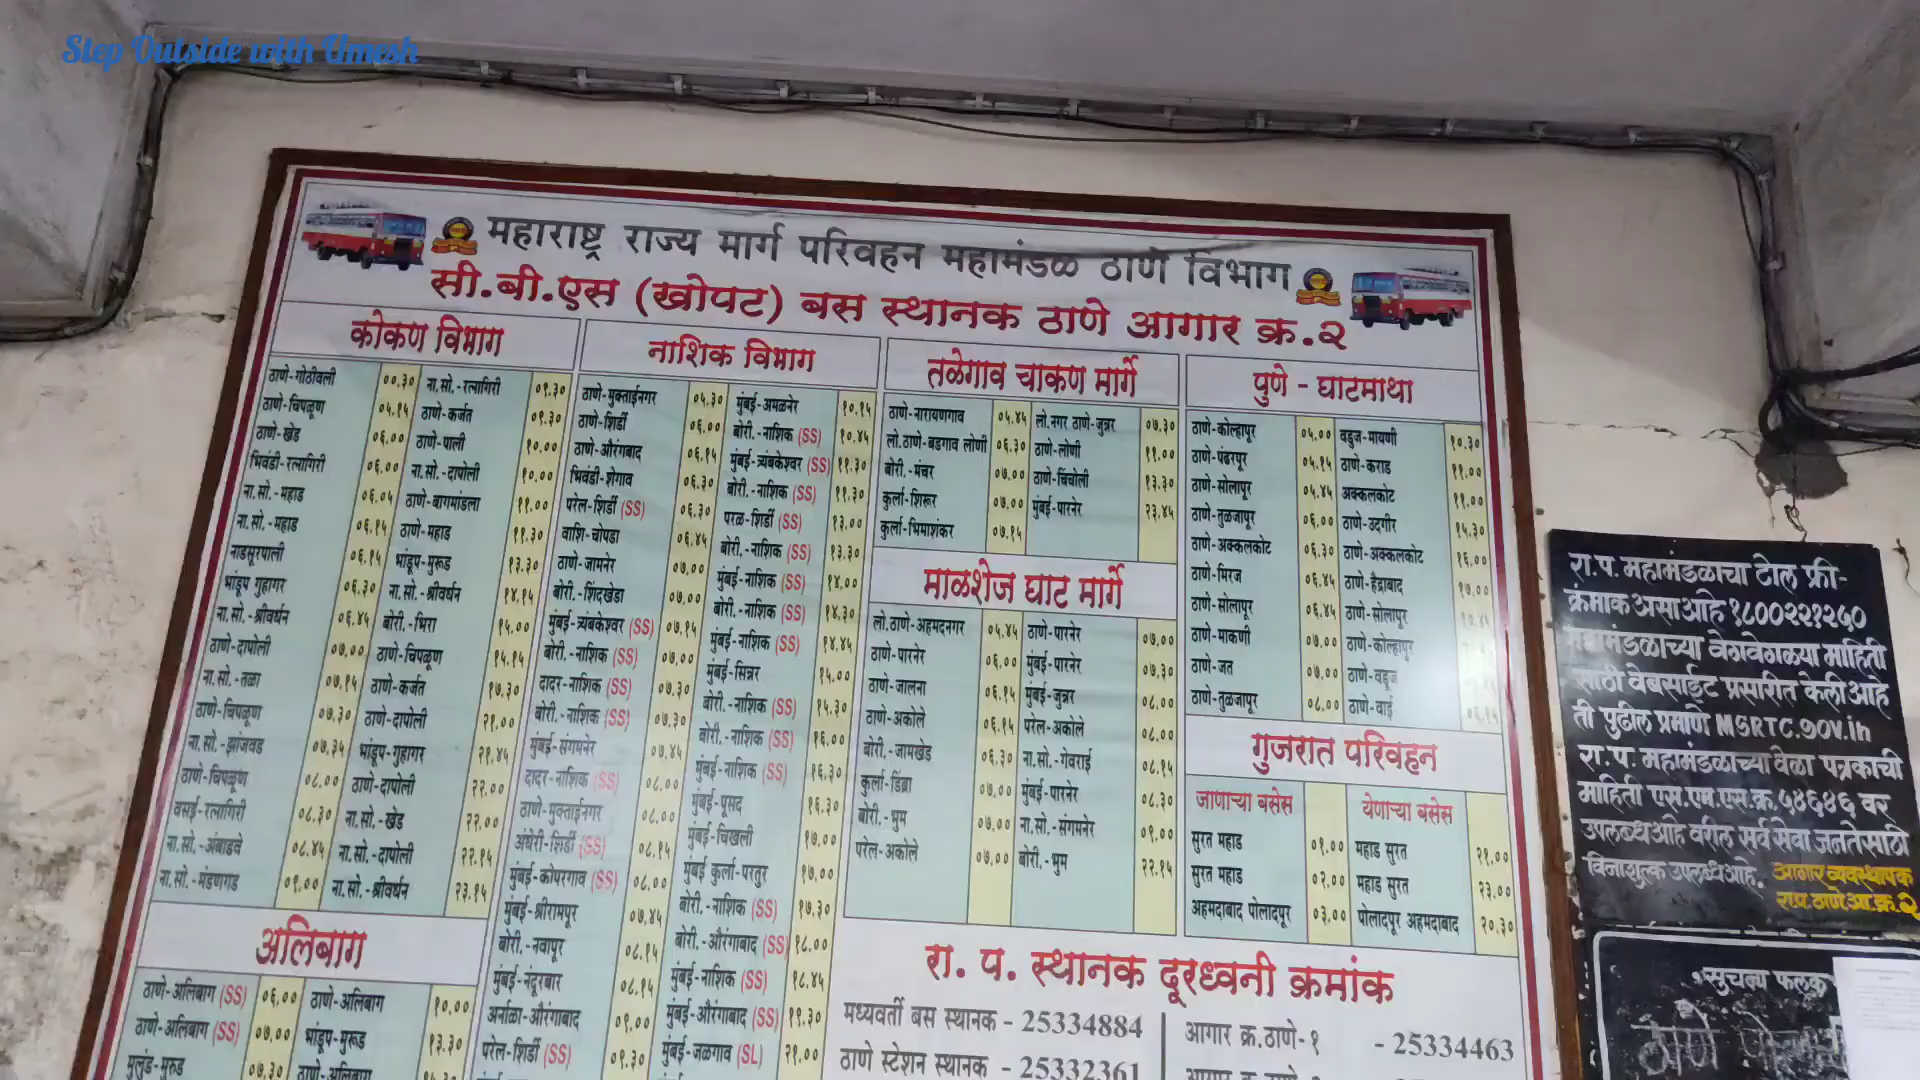 Step Outside with Umesh
महाराष्ट्र राज्य मार्ग परिवहन महामंडळ ठाणे विभाग
सी.बी.एस (खोपट) बस स्थानक ठाणे आगार क्र.२
कोकण विभाग
ठाणे-गोठीवली ००.३० ना.सो.-रत्नागिरी ०९.३०
ठाणे-चिपळूण ०५.१५ ठाणे-कर्जत ०९.३०
ठाणे-खेड ०६.०० ठाणे-पाली १०.००
भिवंडी-रत्नागिरी ०६.०० ना.सो.-दापोली १०.००
ना.सो.-महाड ०६.०५ ठाणे-बागमांडला ११.००
ना.सो.-महाड ०६.१५ ठाणे-महाड ११.३०
नाडसूरपाली ०६.१५ भांडूप-मुरूड १३.३०
भांडूप गुहागर ०६.३० ना.सो.-श्रीवर्धन १४.१५
ना.सो.-श्रीवर्धन ०६.४५ बोरी.-भिरा १५.००
ठाणे-दापोली ०७.०० ठाणे-चिपळूण १५.१५
ना.सो.-तळा ०७.१५ ठाणे-कर्जत १७.३०
ठाणे-चिपळूण ०७.३० ठाणे-दापोली २१.००
ना.सो.-झांजवड ०७.३५ भांडूप-गुहागर २१.४५
ठाणे-चिपळूण ०८.०० ठाणे-दापोली २२.००
वसई-रत्नागिरी ०८.३० ना.सो.-खेड २२.००
ना.सो.-अंबाडवे ०८.४५ ना.सो.-दापोली २२.१५
ना.सो.-मंडणगड ०९.०० ना.सो.-श्रीवर्धन २३.१५
अलिबाग
ठाणे-अलिबाग (SS) ०६.०० ठाणे-अलिबाग १०.००
ठाणे-अलिबाग (SS) ०७.०० भांडूप-मुरूड १३.३०
मुलुंड-मुरुड ०७.३० ठाणे-अलिबाग
नाशिक विभाग
ठाणे-मुक्ताईनगर ०५.३० मुंबई-अमळनेर १०.१५
ठाणे-शिर्डी ०६.०० बोरी.-नाशिक (SS) १०.४५
ठाणे-औरंगाबाद ०६.१५ मुंबई-त्र्यंबकेश्वर (SS) ११.३०
भिवंडी-शेगाव ०६.३० बोरी.-नाशिक (SS) ११.३०
परेल-शिर्डी (SS) ०६.३० परळ-शिर्डी (SS) १३.००
वाशि-चोपडा ०६.४५ बोरी.-नाशिक (SS) १३.३०
ठाणे-जामनेर ०७.०० मुंबई-नाशिक (SS) १४.००
बोरी.-शिंदखेडा ०७.०० बोरी.-नाशिक (SS) १४.३०
मुंबई-त्र्यंबकेश्वर (SS) ०७.१५ मुंबई-नाशिक (SS) १४.४५
बोरी.-नाशिक (SS) ०७.०० मुंबई-सिन्नर १५.००
दादर-नाशिक (SS) ०७.३० बोरी.-नाशिक (SS) १५.३०
बोरी.-नाशिक (SS) ०७.३० बोरी.-नाशिक (SS) १६.००
मुंबई-संगमनेर ०७.४५ मुंबई-नाशिक (SS) १६.३०
दादर-नाशिक (SS) ०८.०० मुंबई-पूसद १६.३०
ठाणे-मुक्ताईनगर ०८.०० मुंबई-चिखली १७.००
अंधेरी-शिर्डी (SS) ०८.१५ मुंबई कुर्ला-परतुर १७.००
मुंबई-कोपरगाव (SS) ०८.०० बोरी.-नाशिक (SS) १७.३०
मुंबई-श्रीरामपूर ०७.४५ बोरी.-औरंगाबाद (SS) १८.००
बोरी.-नवापूर ०८.१५ मुंबई-नाशिक (SS) १८.४५
मुंबई-नंदूरबार ०८.१५ मुंबई-औरंगाबाद (SS) १९.३०
अर्नाळा-औरंगाबाद ०९.०० मुंबई-जळगाव (SL) २१.००
परेल-शिर्डी (SS) ०९.३०
तळेगाव चाकण मार्गे
ठाणे-नारायणगाव ०५.४५ लो.नगर ठाणे-जुन्नर ०७.३०
लो.ठाणे-बडगाव लोणी ०६.३० ठाणे-लोणी ११.००
बोरी.-मंचर ०७.०० ठाणे-चिंचोली १३.३०
कुर्ला-शिरूर ०७.०० मुंबई-पारनेर २३.४५
कुर्ला-भिमाशंकर ०७.१५
माळशेज घाट मार्गे
लो.ठाणे-अहमदनगर ०५.४५ ठाणे-पारनेर ०७.००
ठाणे-पारनेर ०६.०० मुंबई-पारनेर ०७.३०
ठाणे-जालना ०६.१५ मुंबई-जुन्नर ०८.००
ठाणे-अकोले ०६.१५ परेल-अकोले ०८.००
बोरी.-जामखेड ०६.३० ना.सो.-गेवराई ०८.१५
कुर्ला-डिंब्रा ०७.०० मुंबई-पारनेर ०८.३०
बोरी.-भुम ०७.०० ना.सो.-संगमनेर ०९.००
परेल-अकोले ०७.०० बोरी.-भुम २२.१५
पुणे - घाटमाथा
ठाणे-कोल्हापूर ०५.०० वडुज-मायणी १०.३०
ठाणे-पंढरपूर ०५.१५ ठाणे-कराड ११.००
ठाणे-सोलापूर ०५.४५ अक्कलकोट ११.००
ठाणे-तुळजापूर ०६.०० ठाणे-उदगीर १५.३०
ठाणे-अक्कलकोट ०६.३० ठाणे-अक्कलकोट १६.००
ठाणे-मिरज ०६.४५ ठाणे-हैद्राबाद १७.००
ठाणे-सोलापूर ०६.४५ ठाणे-सोलापूर
ठाणे-माकणी ०७.०० ठाणे-कोल्हापूर
ठाणे-जत ०७.०० ठाणे-वडूज
ठाणे-तुळजापूर ०८.०० ठाणे-वाई
गुजरात परिवहन
जाणाऱ्या बसेस येणाऱ्या बसेस
सुरत महाड ०१.०० महाड सुरत २१.००
सुरत महाड ०२.०० महाड सुरत २३.००
अहमदाबाद पोलादपूर ०३.०० पोलादपूर अहमदाबाद २०.३०
रा. प. स्थानक दूरध्वनी क्रमांक
मध्यवर्ती बस स्थानक - 25334884 आगार क्र.ठाणे-१ - 25334463
ठाणे स्टेशन स्थानक - 25332361
रा.प.महामंडळाचा टोल फ्री-
क्रमाक असा आहे १८००२२१२५०
महामंडळाच्या वेगवेगळया माहिती
साठी वेबसाईट प्रसारीत केली आहे
ती पुढील प्रमाणे MSRTC.gov.in
रा.प.महामंडळाच्या वेळा पत्रकाची
माहिती एस.एम.एस.क्र.५४६४६ वर
उपलब्ध आहे वरील सर्व सेवा जनतेसाठी
विनाशुल्क उपलब्ध आहे. आगार व्यवस्थापक
रा.प.ठाणे आ.क्र.२
सुचना फलक
ठाणे